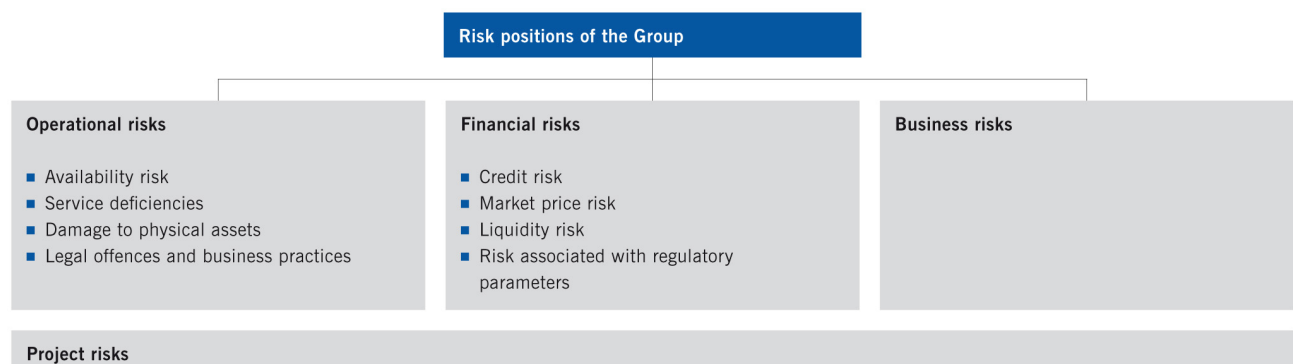 Risk positions of the Group
Operational risks
Availability risk
Service deficiencies
Damage to physical assets
Legal offences and business practices
Financial risks
Credit risk
Market price risk
Liquidity risk
Risk associated with regulatory
parameters
Business risks
Project risks